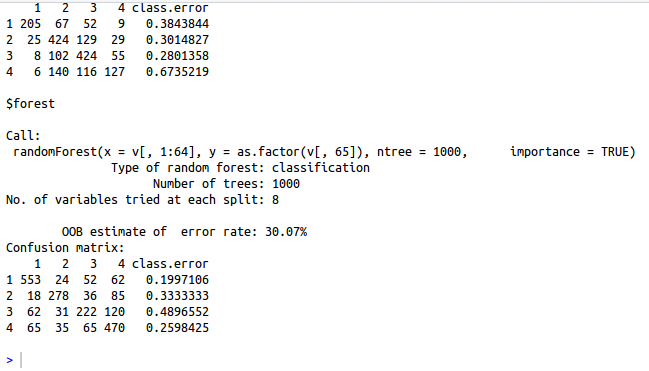 1   2   3   4 class.error
1 205  67  52   9   0.3843844
2  25 424 129  29   0.3014827
3   8 102 424  55   0.2801358
4   6 140 116 127   0.6735219
$forest
Call:
 randomForest(x = v[, 1:64], y = as.factor(v[, 65]), ntree = 1000,      importance = TRUE)
               Type of random forest: classification
                     Number of trees: 1000
No. of variables tried at each split: 8
        OOB estimate of  error rate: 30.07%
Confusion matrix:
    1   2   3   4 class.error
1 553  24  52  62   0.1997106
2  18 278  36  85   0.3333333
3  62  31 222 120   0.4896552
4  65  35  65 470   0.2598425
>